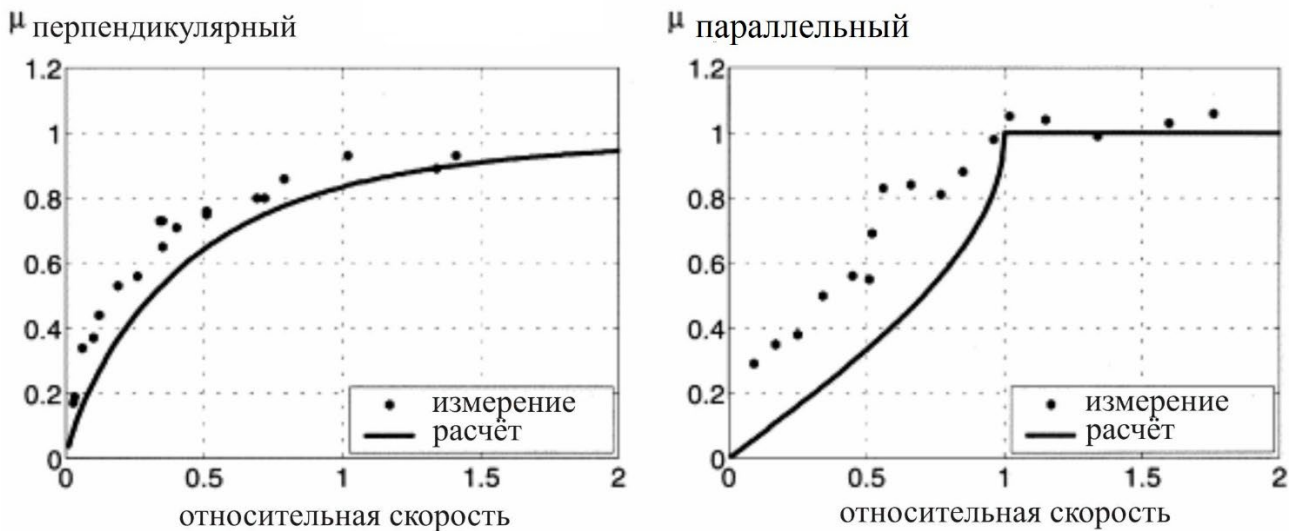 μ перпендикулярный
1.2
1
0.8
0.6
0.4
0.2
0
измерение
расчёт
0 0.5 1 1.5 2
относительная скорость
μ параллельный
1.2
1
0.8
0.6
0.4
0.2
0
измерение
расчёт
0 0.5 1 1.5 2
относительная скорость